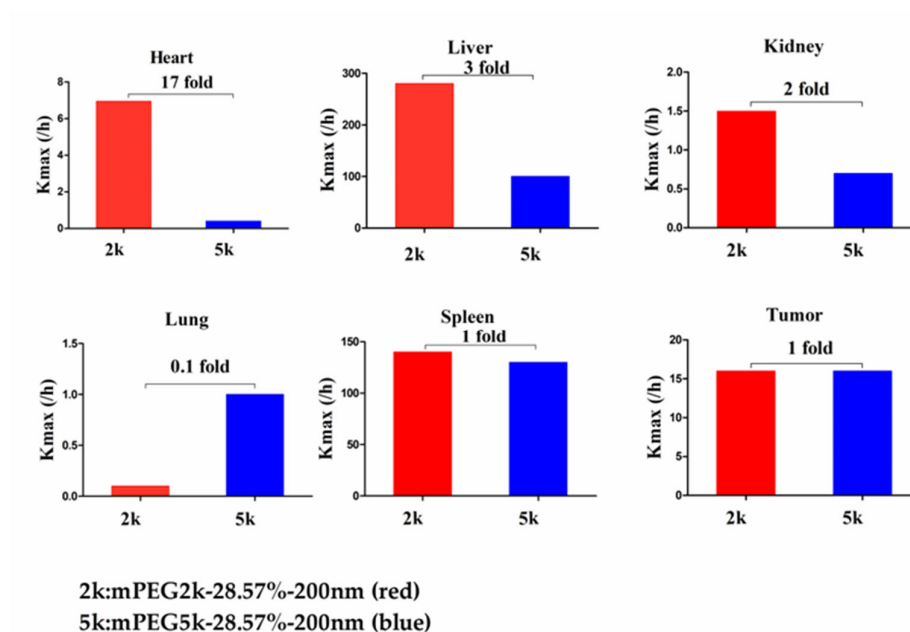 Heart
17 fold
Kmax (/h)
8
6
4
2
0
2k
5k
Liver
3 fold
Kmax (/h)
300
200
100
0
2k
5k
Kidney
2 fold
Kmax (/h)
2.0
1.5
1.0
0.5
0.0
2k
5k
Lung
0.1 fold
Kmax (/h)
1.5
1.0
0.5
0.0
2k
5k
Spleen
1 fold
Kmax (/h)
150
100
50
0
2k
5k
Tumor
1 fold
Kmax (/h)
20
15
10
5
0
2k
5k
2k:mPEG2k-28.57%-200nm (red)
5k:mPEG5k-28.57%-200nm (blue)